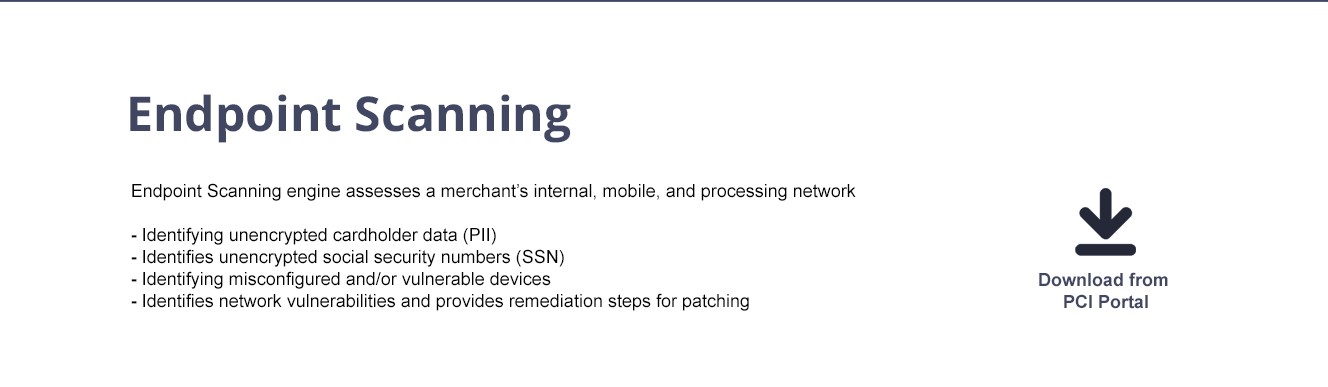 Endpoint Scanning
Endpoint Scanning engine assesses a merchant's internal, mobile, and processing network
- Identifying unencrypted cardholder data (PII)
- Identifies unencrypted social security numbers (SSN)
- Identifying misconfigured and/or vulnerable devices
- Identifies network vulnerabilities and provides remediation steps for patching
Download from
PCI Portal